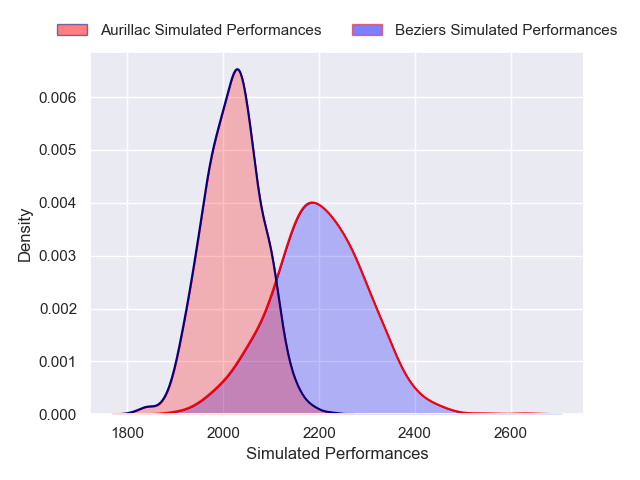 Aurillac Simulated Performances Beziers Simulated Performances
0.006
0.005
0.004
0.003
0.002
0.001
0.000
Density
1800 2000 2200 2400 2600
Simulated Performances